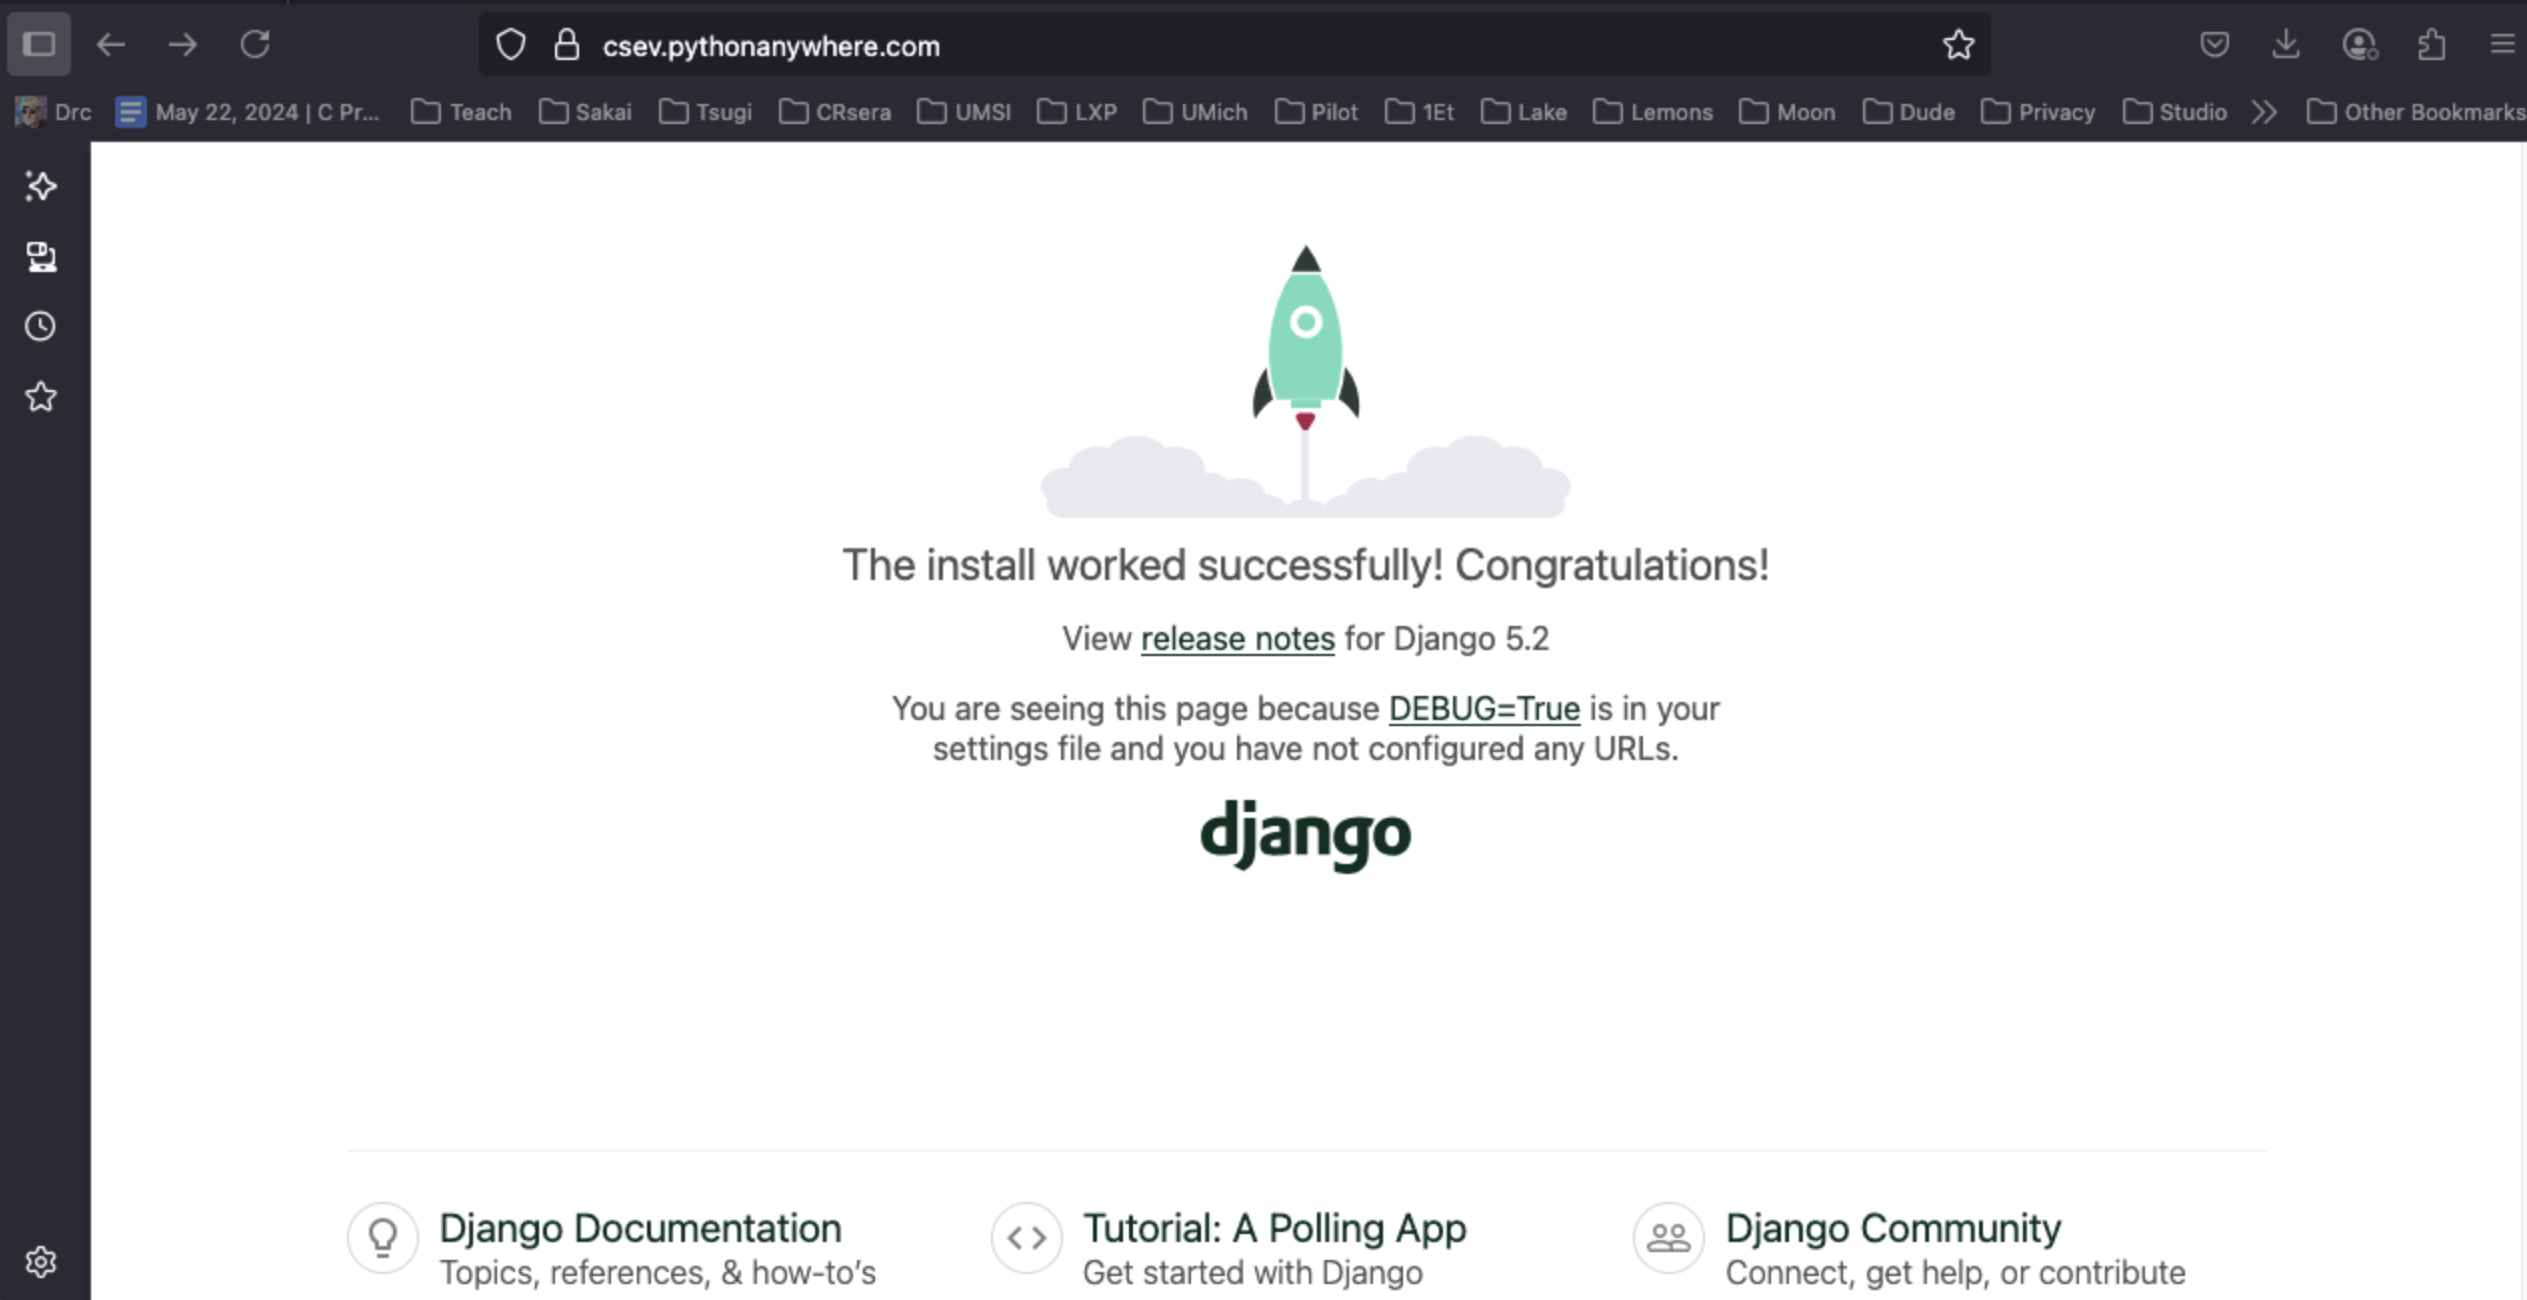 csev.pythonanywhere.com
Drc May 22, 2024 | C Pr... Teach Sakai Tsugi CRsera UMSI LXP UMich Pilot 1Et Lake Lemons Moon Dude Privacy Studio Other Bookmarks
The install worked successfully! Congratulations!
View release notes for Django 5.2
You are seeing this page because DEBUG=True is in your
settings file and you have not configured any URLs.
django
Django Documentation
Topics, references, & how-to’s
Tutorial: A Polling App
Get started with Django
Django Community
Connect, get help, or contribute